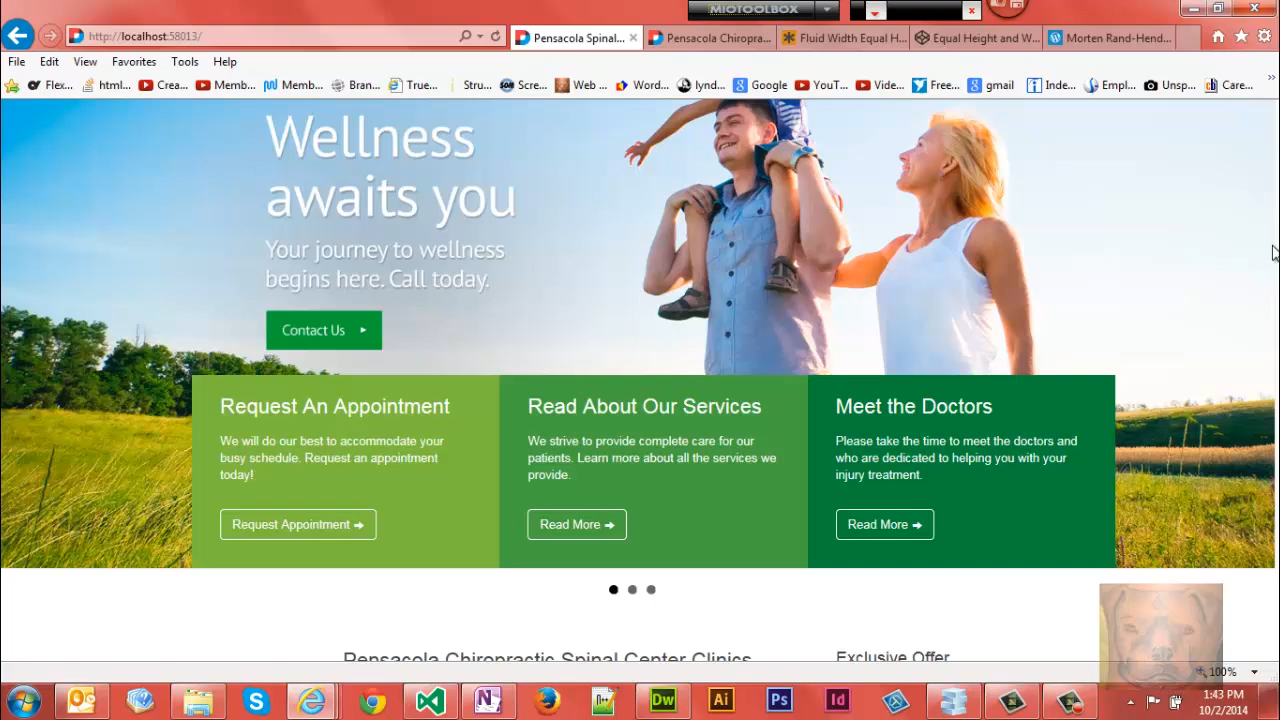 MIOTOOLBOX
http://localhost:58013/
Pensacola Spinal...
Pensacola Chiropra...
Fluid Width Equal H...
Equal Height and W...
Morten Rand-Hend...
File Edit View Favorites Tools Help
Flex... html... Crea... Memb... Memb... Bran... True... Stru... Scre... Web ... Word... lynd... Google YouT... Vide... Free... gmail Inde... Empl... Unsp... Care...
Wellness
awaits you
Your journey to wellness
begins here. Call today.
Contact Us
Request An Appointment
We will do our best to accommodate your
busy schedule. Request an appointment
today!
Request Appointment
Read About Our Services
We strive to provide complete care for our
patients. Learn more about all the services we
provide.
Read More
Meet the Doctors
Please take the time to meet the doctors and
who are dedicated to helping you with your
injury treatment.
Read More
Pensacola Chiropractic Spinal Center Clinics
Exclusive Offer
100%
Dw Ai Ps Id
1:43 PM
10/2/2014